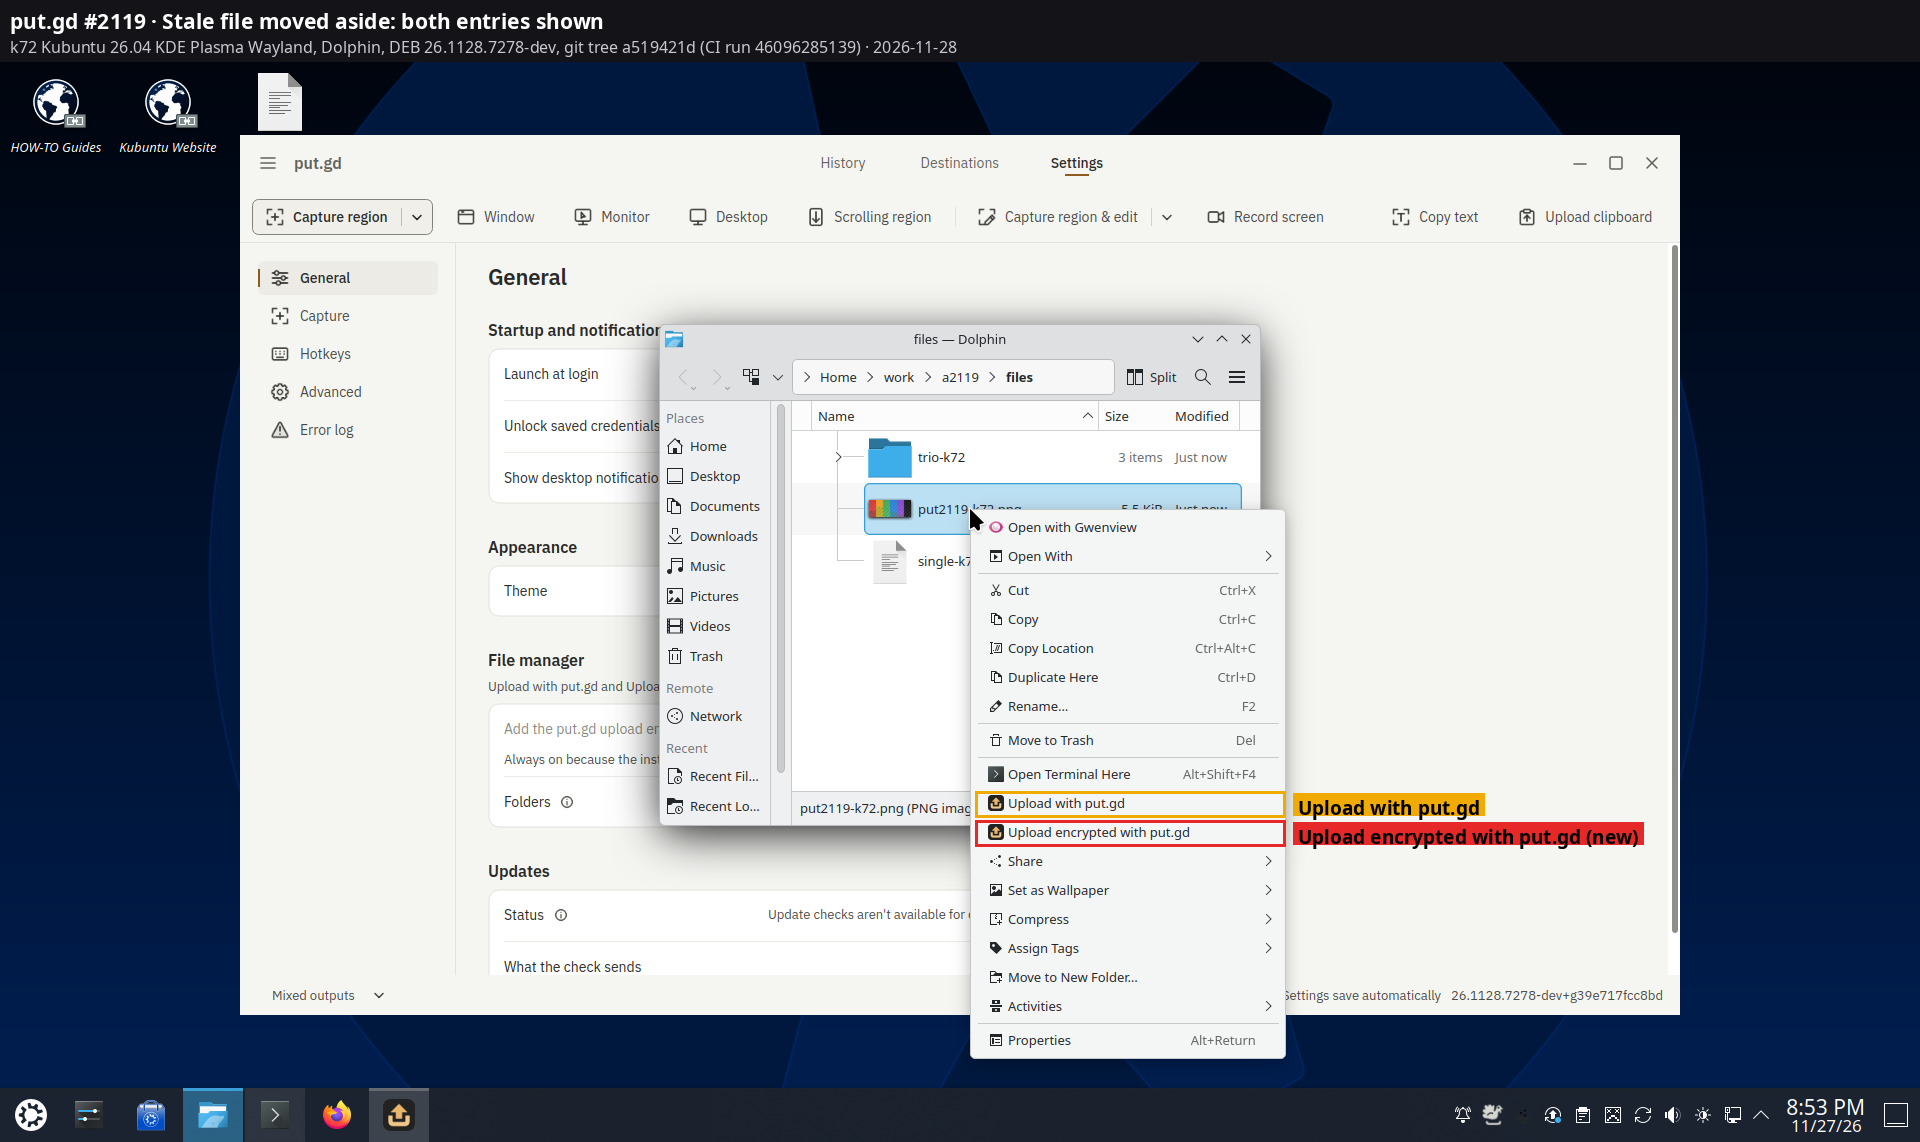 put.gd #2119 · Stale file moved aside: both entries shown
k72 Kubuntu 26.04 KDE Plasma Wayland, Dolphin, DEB 26.1128.7278-dev, git tree a519421d (CI run 46096285139) · 2026-11-28
HOW-TO Guides
Kubuntu Website
put.gd
History
Destinations
Settings
Capture region
Window
Monitor
Desktop
Scrolling region
Capture region & edit
Record screen
Copy text
Upload clipboard
General
Capture
Hotkeys
Advanced
Error log
General
Startup and notification
Launch at login
Unlock saved credentials
Show desktop notificatio
Appearance
Theme
File manager
Upload with put.gd and Uploa
Add the put.gd upload e
Always on because the inst
Folders
Updates
Status
Update checks aren't available for
What the check sends
Mixed outputs
Settings save automatically
26.1128.7278-dev+g39e717fcc8bd
files — Dolphin
Home
work
a2119
files
Split
Places
Home
Desktop
Documents
Downloads
Music
Pictures
Videos
Trash
Remote
Network
Recent
Recent Fil...
Recent Lo...
Name
Size
Modified
trio-k72
3 items
Just now
put2119-k72.png
5.5 KiB
Just now
single-k7
put2119-k72.png (PNG imag
Open with Gwenview
Open With
Cut
Ctrl+X
Copy
Ctrl+C
Copy Location
Ctrl+Alt+C
Duplicate Here
Ctrl+D
Rename...
F2
Move to Trash
Del
Open Terminal Here
Alt+Shift+F4
Upload with put.gd
Upload encrypted with put.gd
Share
Set as Wallpaper
Compress
Assign Tags
Move to New Folder...
Activities
Properties
Alt+Return
Upload with put.gd
Upload encrypted with put.gd (new)
8:53 PM
11/27/26